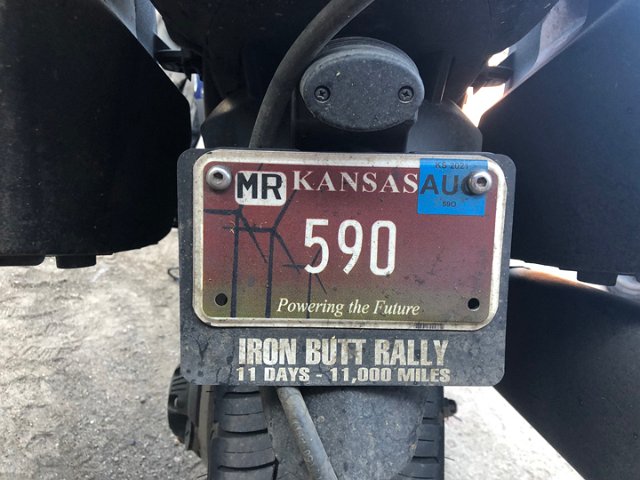 MR KANSAS
KS 2021
AUG
590
590
Powering the Future
IRON BUTT RALLY
11 DAYS - 11,000 MILES